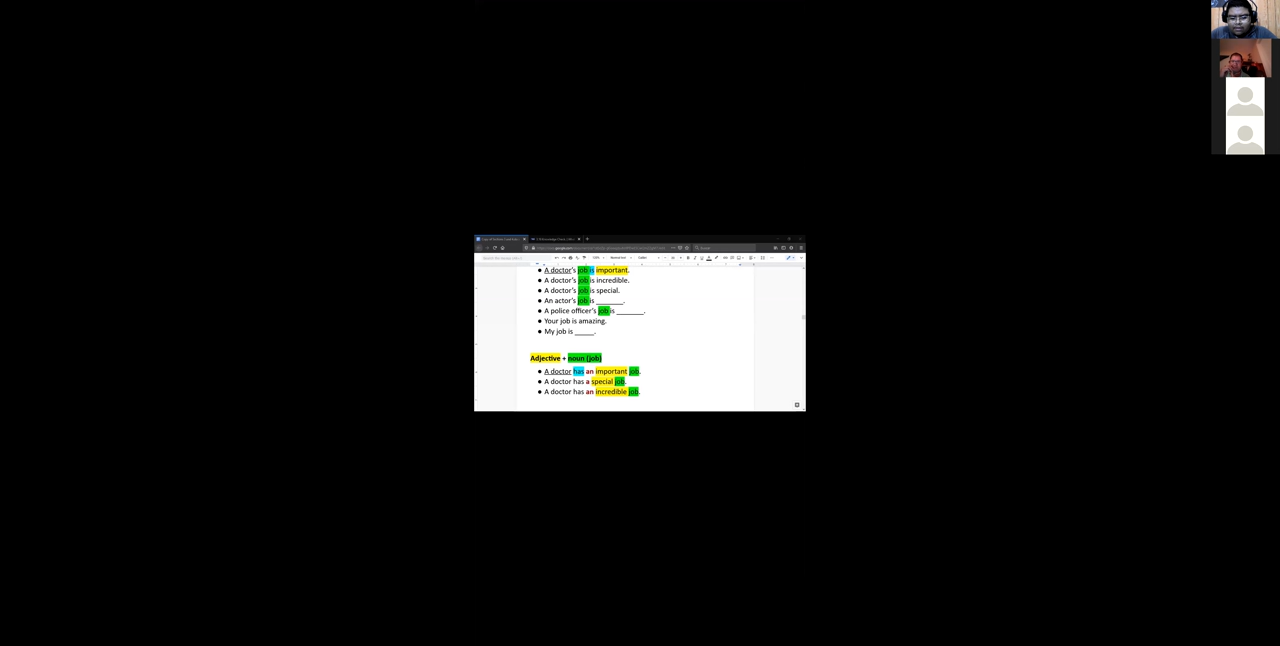 A doctor's job is important.
A doctor's job is incredible.
A doctor's job is special.
An actor's job is _______.
A police officer's job is _______.
Your job is amazing.
My job is _____.
Adjective + noun (job)
A doctor has an important job.
A doctor has a special job.
A doctor has an incredible job.